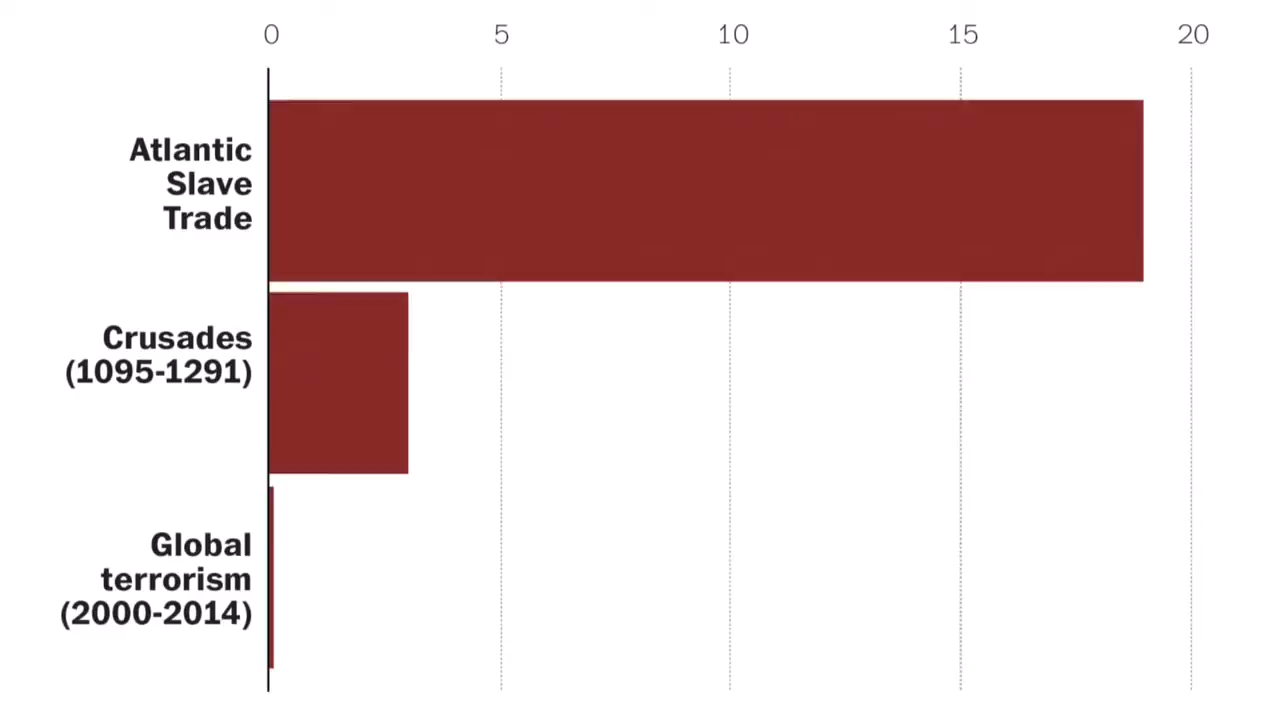 0 5 10 15 20
Atlantic
Slave
Trade
Crusades
(1095-1291)
Global
terrorism
(2000-2014)